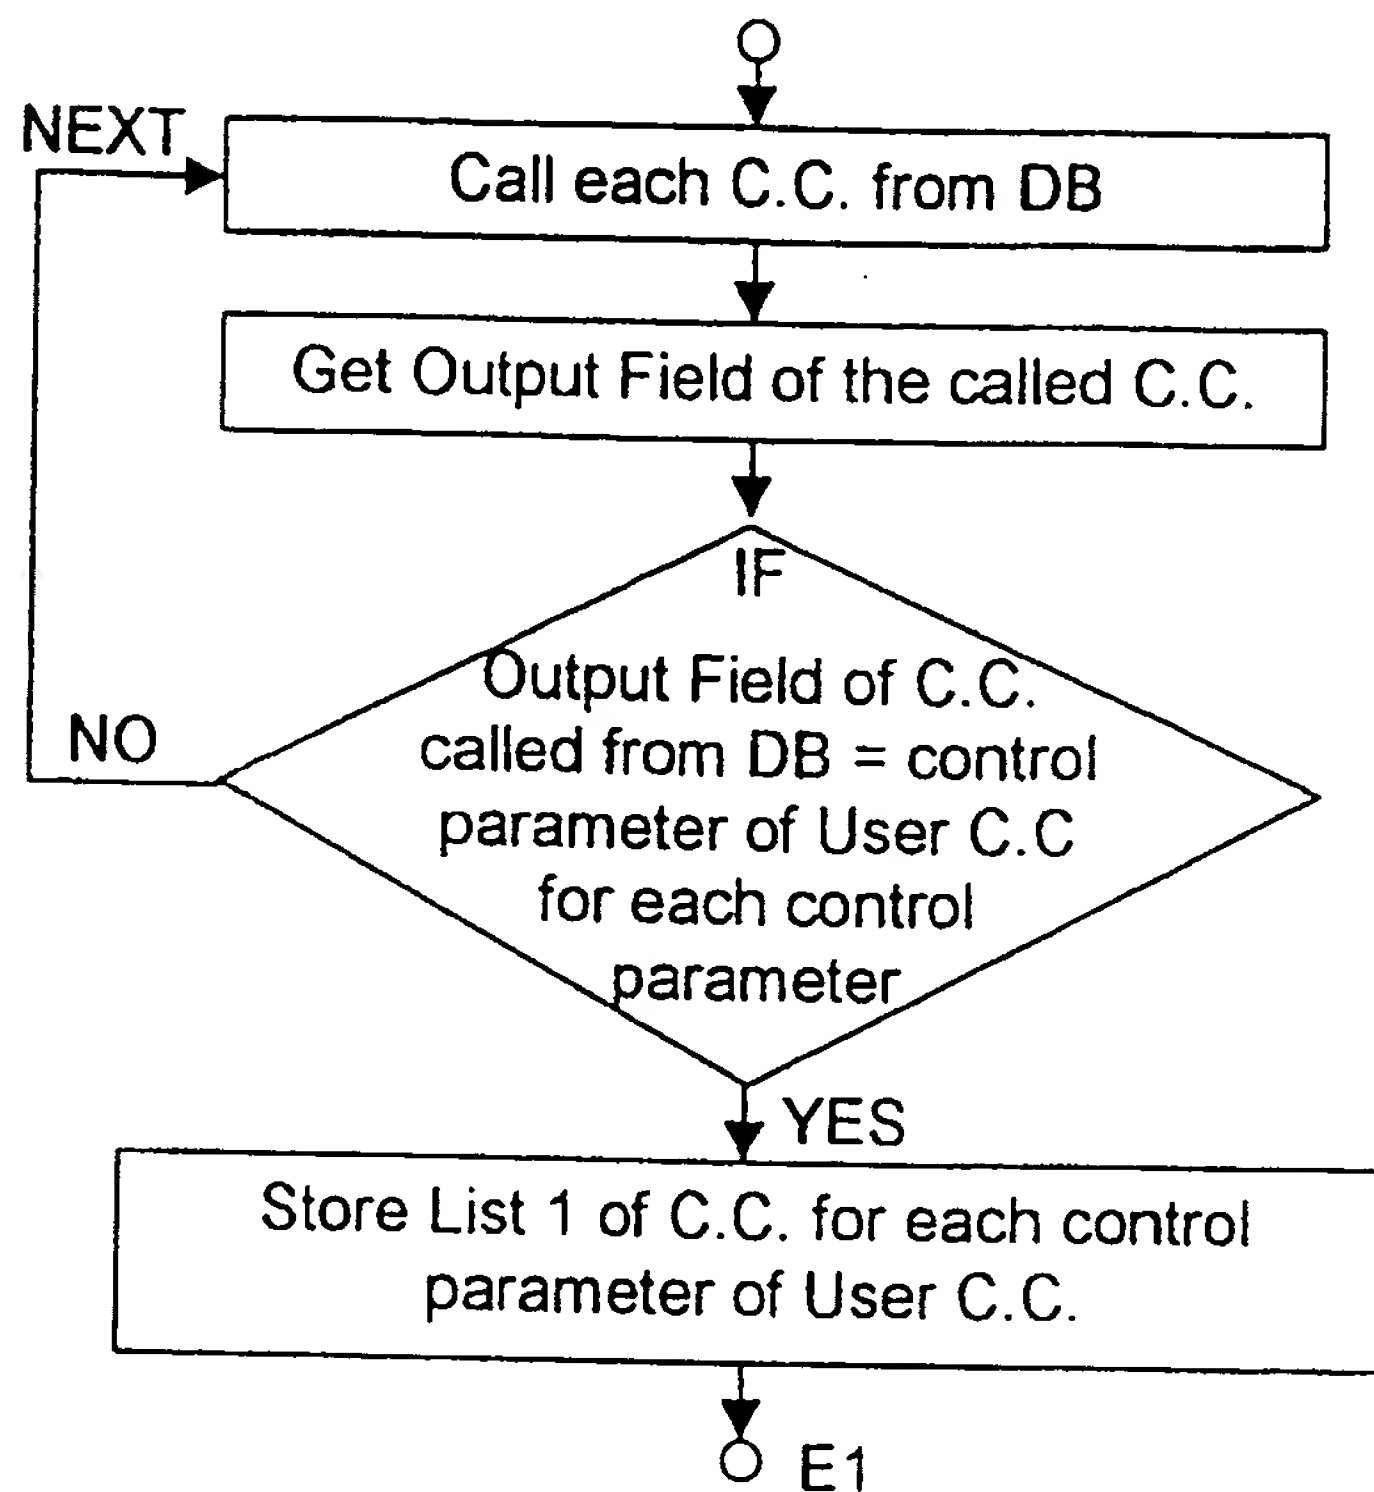 NEXT
Call each C.C. from DB
Get Output Field of the called C.C.
IF
Output Field of C.C.
called from DB = control
parameter of User C.C
for each control
parameter
NO
YES
Store List 1 of C.C. for each control
parameter of User C.C.
E1